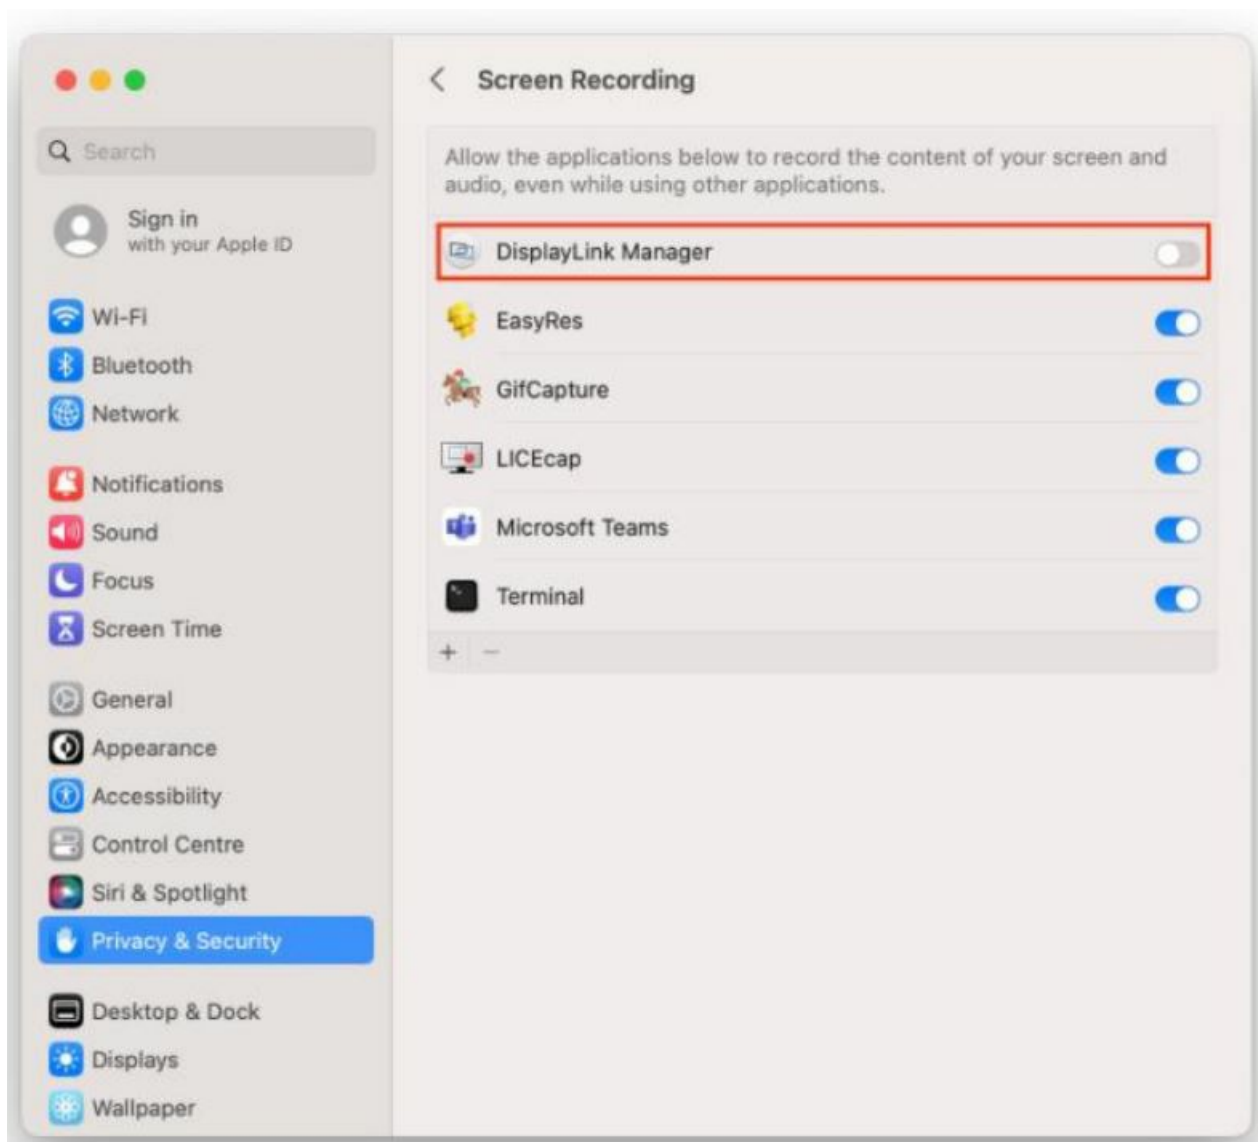 Search
Sign in
with your Apple ID
Wi-Fi
Bluetooth
Network
Notifications
Sound
Focus
Screen Time
General
Appearance
Accessibility
Control Centre
Siri & Spotlight
Privacy & Security
Desktop & Dock
Displays
Wallpaper
Screen Recording
Allow the applications below to record the content of your screen and
audio, even while using other applications.
DisplayLink Manager
EasyRes
GifCapture
LICEcap
Microsoft Teams
Terminal